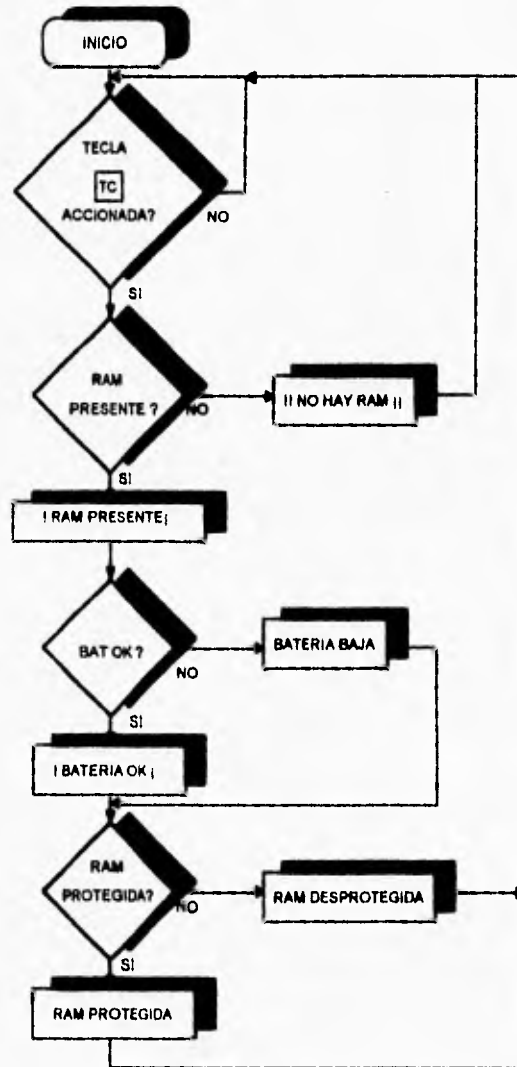 INICIO
TECLA
TC
ACCIONADA?
NO
SI
RAM
PRESENTE ?
NO
!! NO HAY RAM ¡¡
SI
! RAM PRESENTE¡
BAT OK ?
NO
BATERIA BAJA
SI
! BATERIA OK ¡
RAM
PROTEGIDA?
NO
RAM DESPROTEGIDA
SI
RAM PROTEGIDA